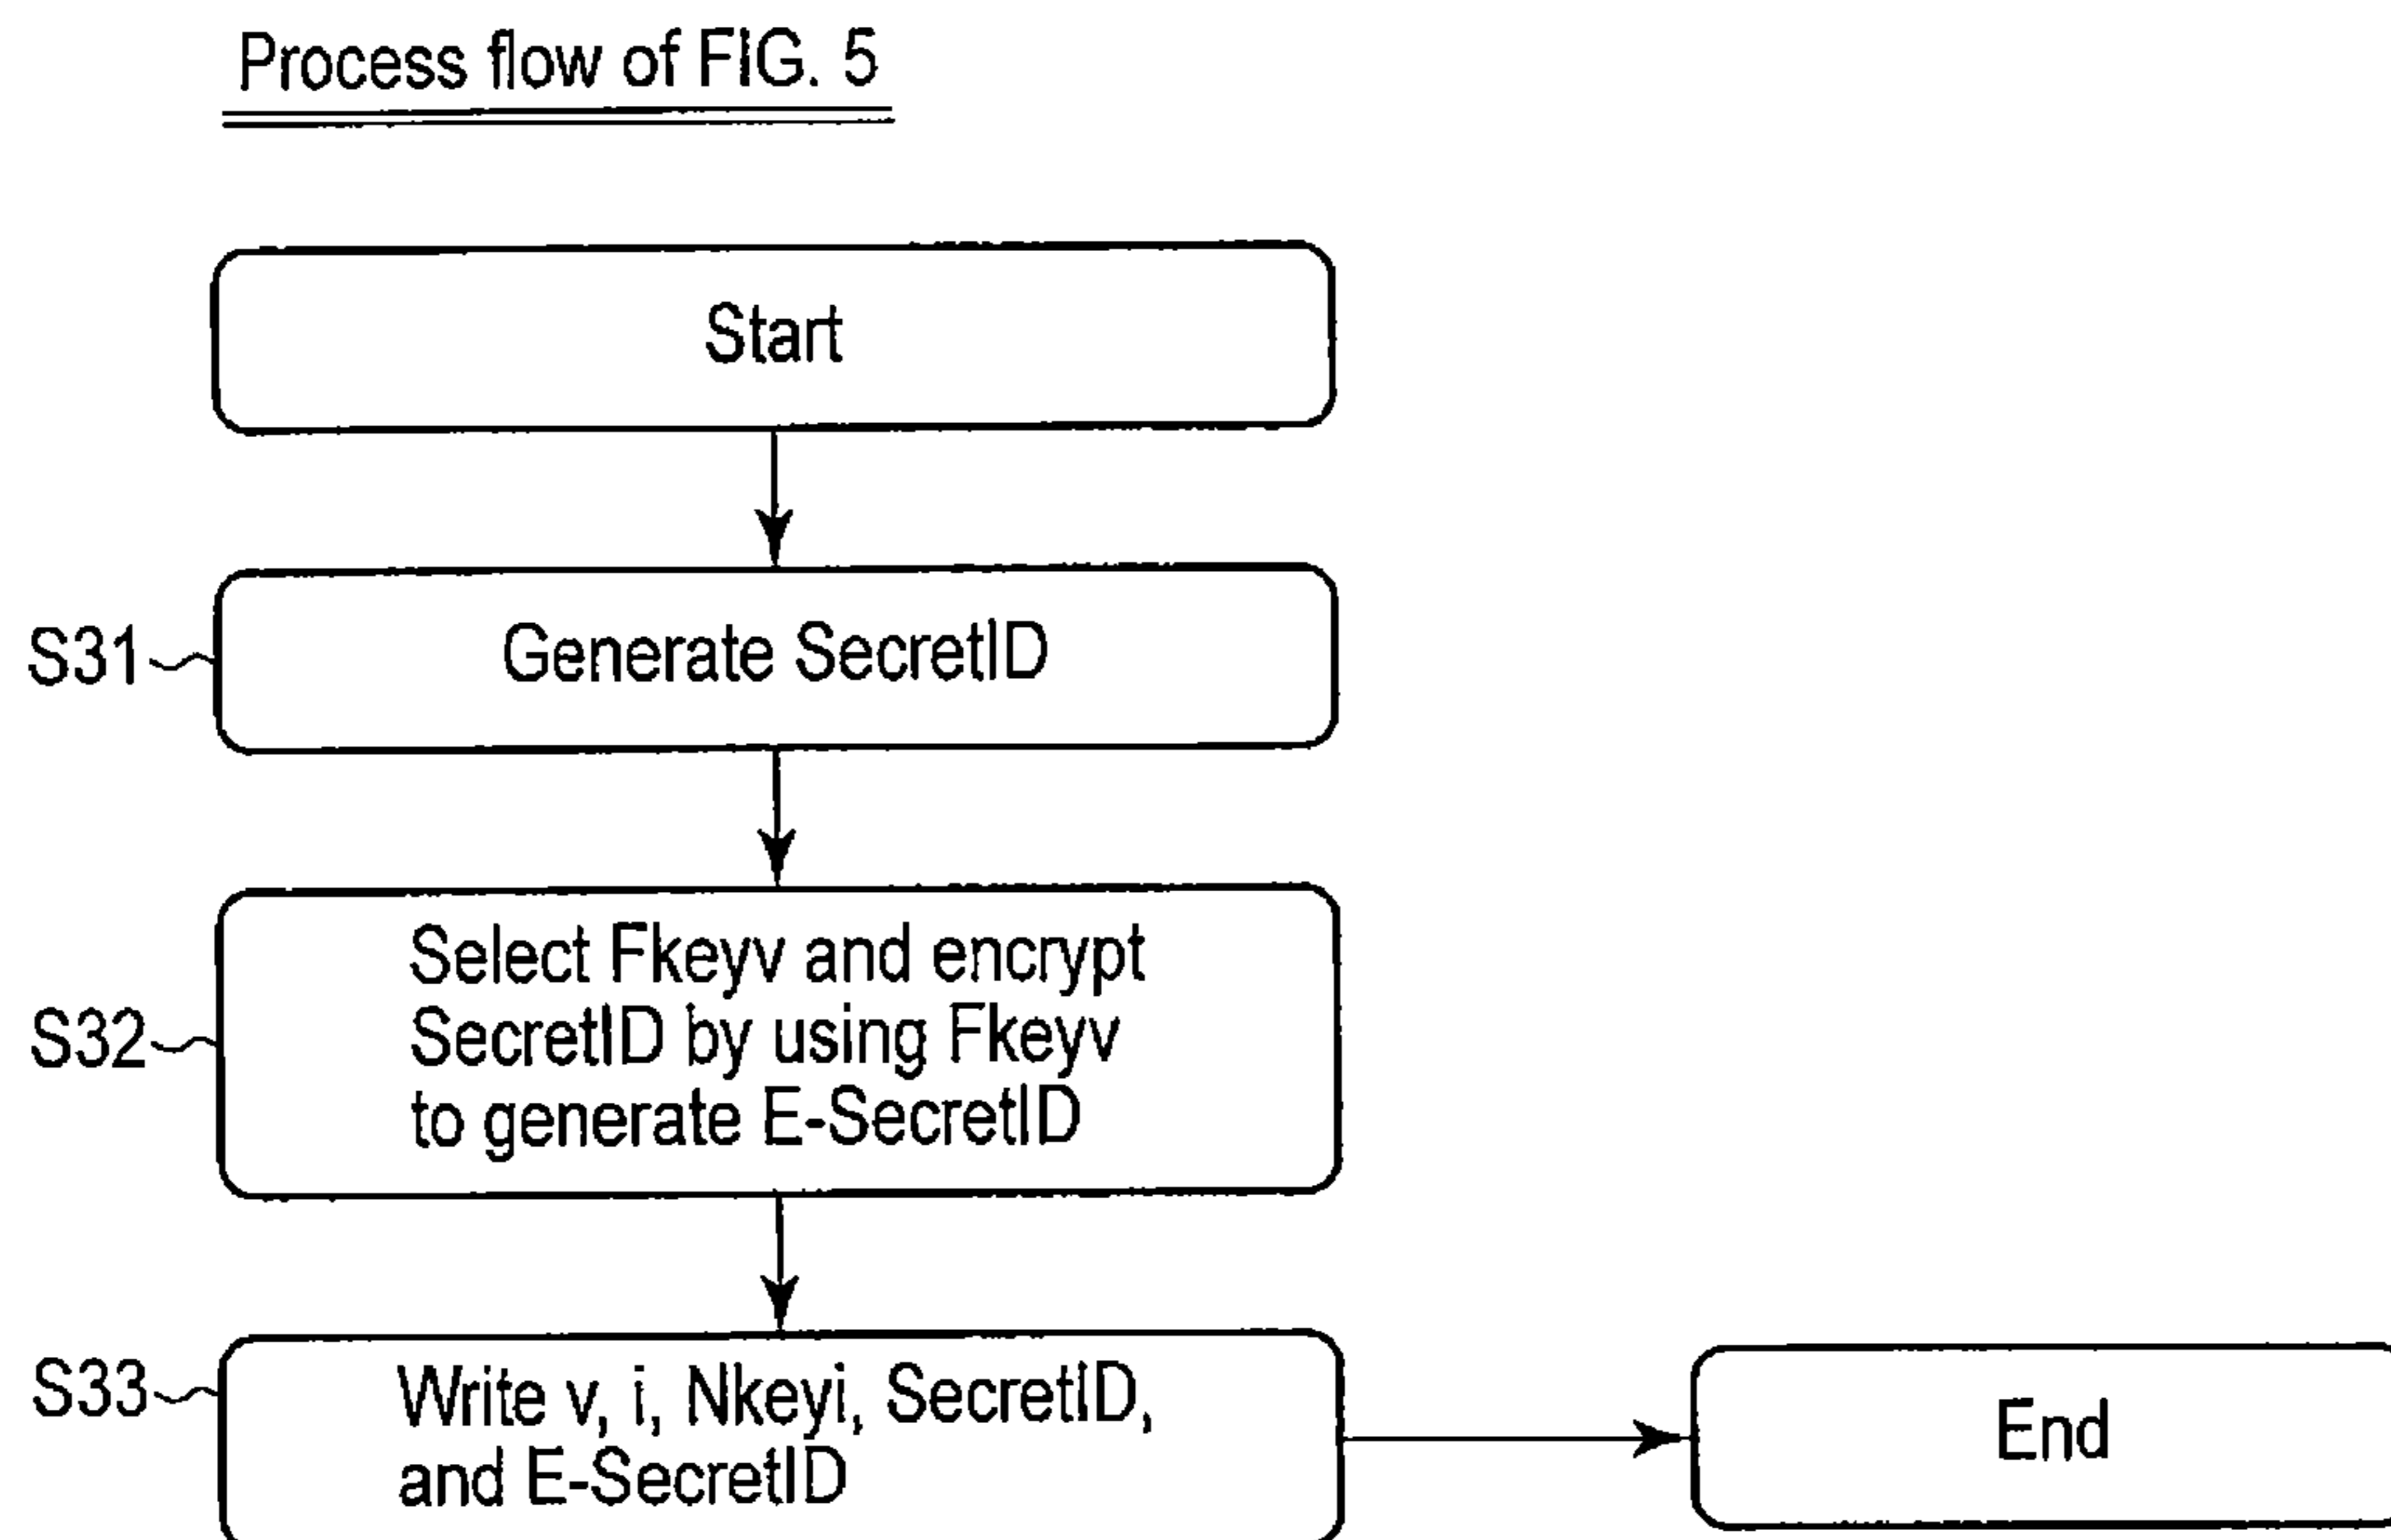 Process flow of FIG. 5
Start
S31
Generate SecretID
S32
Select Fkeyv and encrypt
SecretID by using Fkeyv
to generate E-SecretID
S33
Write v, i, Nkeyi, SecretID,
and E-SecretID
End